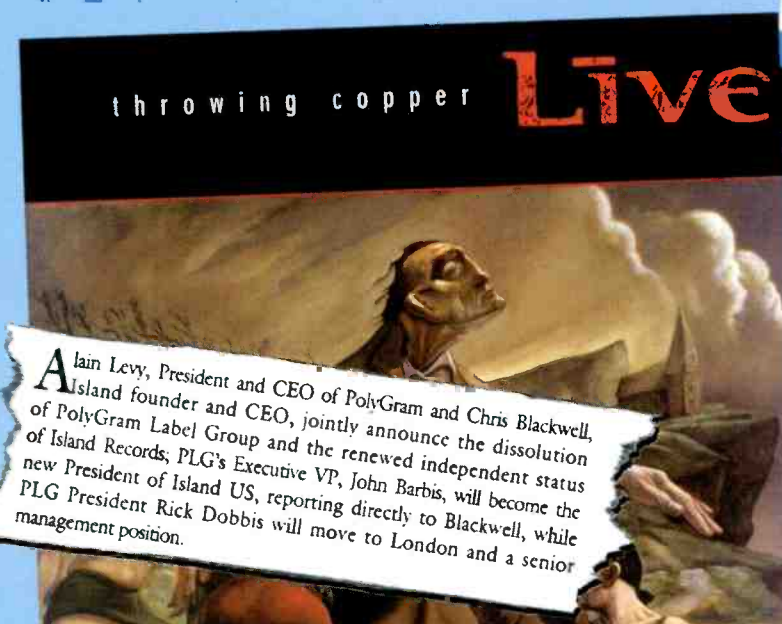 throwing copper Live
Alain Levy, President and CEO of PolyGram and Chris Blackwell,
Island founder and CEO, jointly announce the dissolution
of PolyGram Label Group and the renewed independent status
of Island Records; PLG's Executive VP, John Barbis, will become the
new President of Island US, reporting directly to Blackwell, while
PLG President Rick Dobbis will move to London and a senior
management position.